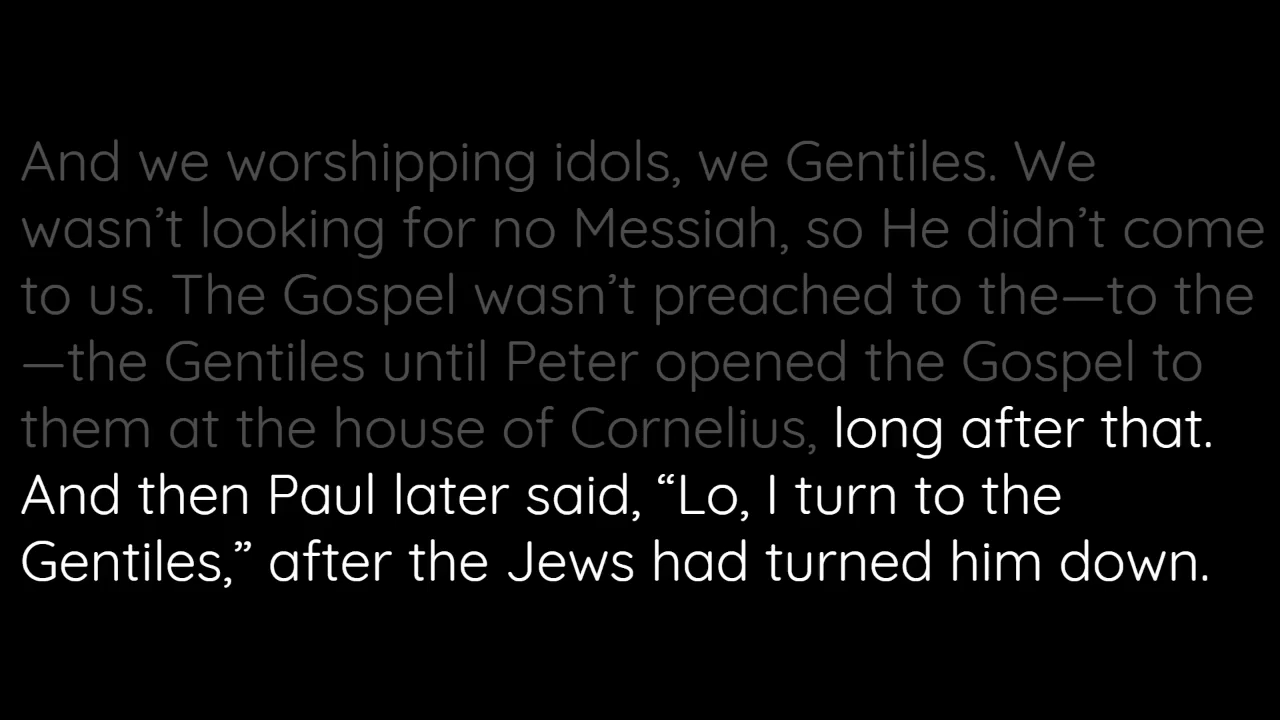 And we worshipping idols, we Gentiles. We
wasn’t looking for no Messiah, so He didn’t come
to us. The Gospel wasn’t preached to the—to the
—the Gentiles until Peter opened the Gospel to
them at the house of Cornelius, long after that.
And then Paul later said, “Lo, I turn to the
Gentiles,” after the Jews had turned him down.